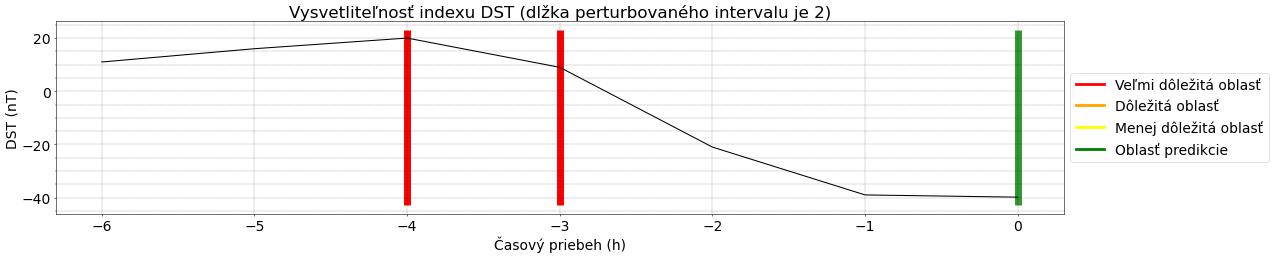 Vysvetliteľnosť indexu DST (dlžka perturbovaného intervalu je 2)
DST (nT)
20
0
−20
−40
−6 −5 −4 −3 −2 −1 0
Časový priebeh (h)
Veľmi dôležitá oblasť
Dôležitá oblasť
Menej dôležitá oblasť
Oblasť predikcie